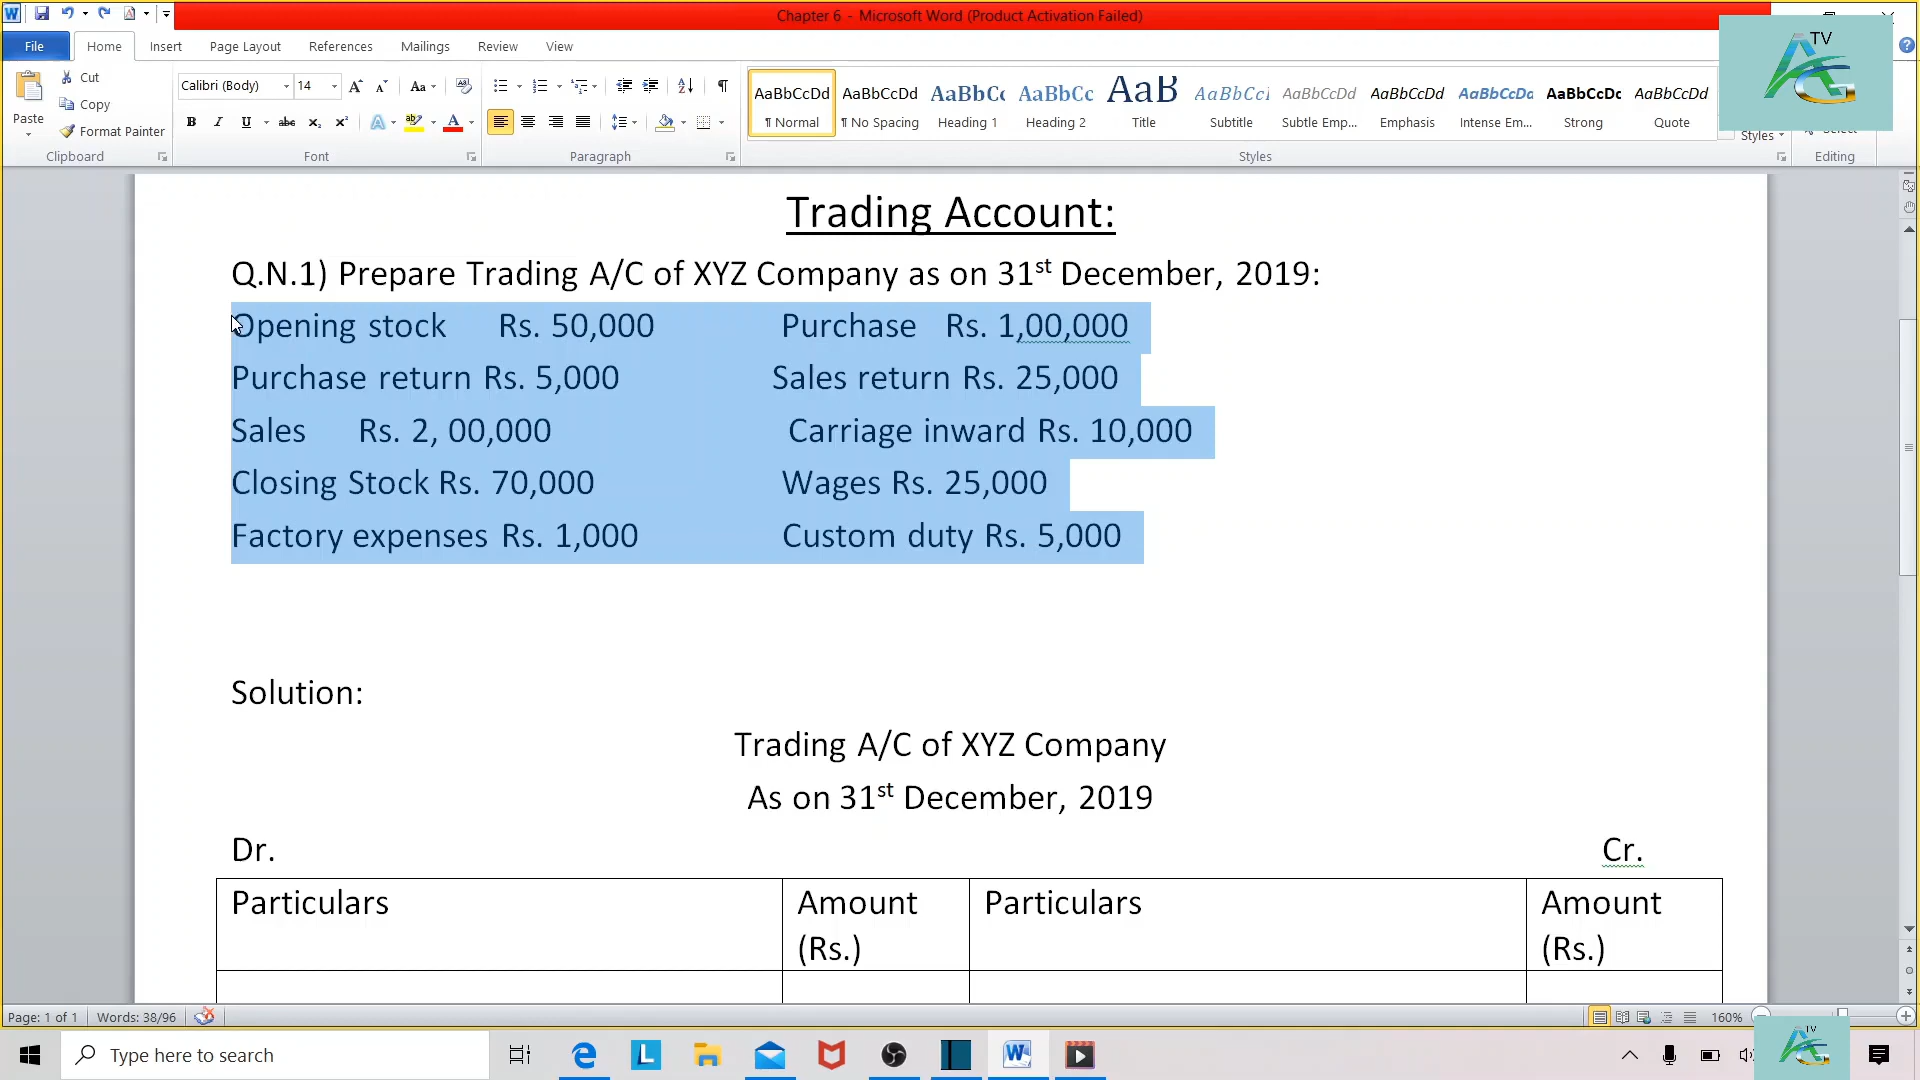 Chapter 6 - Microsoft Word (Product Activation Failed)
TV
File Home Insert Page Layout References Mailings Review View
Paste
Cut
Copy
Format Painter
Clipboard
Calibri (Body) 14
Font
Paragraph
AaBbCcDd AaBbCcDd AaBbCc AaBbCc AaB AaBbCcI AaBbCcDd AaBbCcDd AaBbCcDd AaBbCcDc AaBbCcDd
¶ Normal ¶ No Spacing Heading 1 Heading 2 Title Subtitle Subtle Emp... Emphasis Intense Em... Strong Quote
Styles
Styles
Editing
Trading Account:
Q.N.1) Prepare Trading A/C of XYZ Company as on 31st December, 2019:
Opening stock Rs. 50,000 Purchase Rs. 1,00,000
Purchase return Rs. 5,000 Sales return Rs. 25,000
Sales Rs. 2, 00,000 Carriage inward Rs. 10,000
Closing Stock Rs. 70,000 Wages Rs. 25,000
Factory expenses Rs. 1,000 Custom duty Rs. 5,000
Solution:
Trading A/C of XYZ Company
As on 31st December, 2019
Dr. Cr.
Particulars Amount (Rs.) Particulars Amount (Rs.)
Page: 1 of 1 Words: 38/96 160%
Type here to search
TV